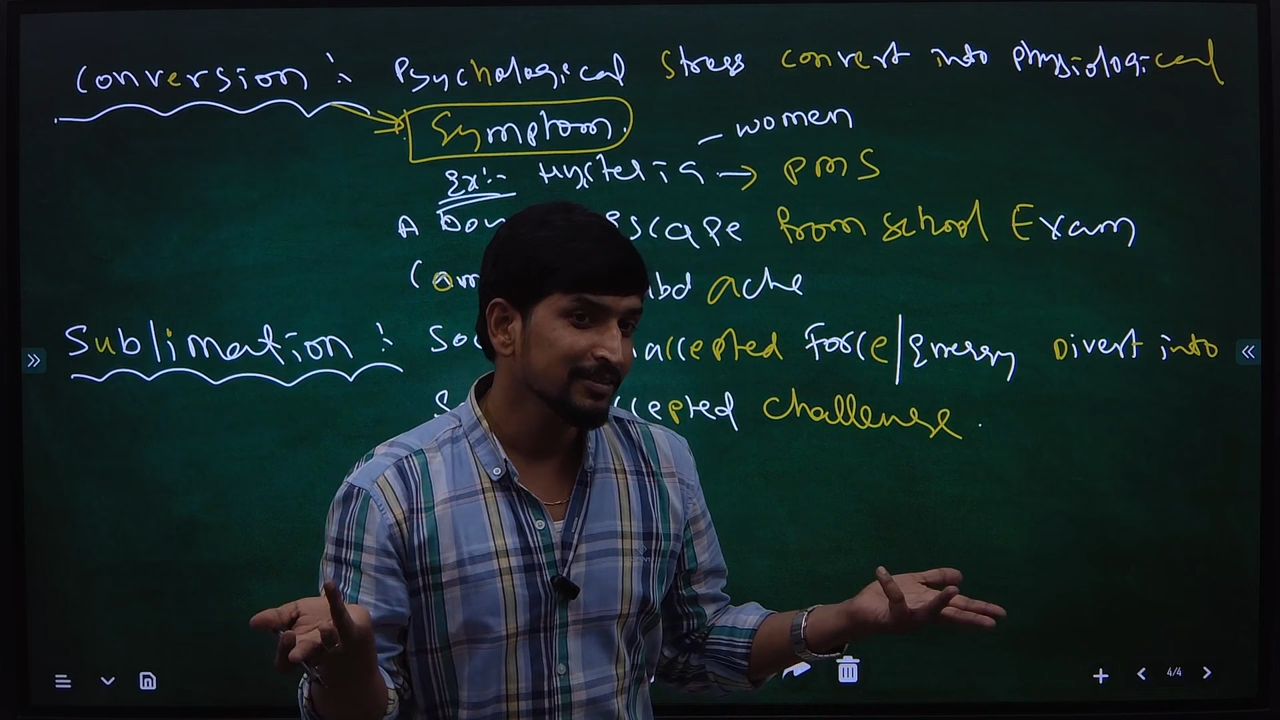 Conversion :- Psychological Stress convert into physiological
Symptom.
women
Ex:- Hysteria → PMS
A escape from school Exam
ache
Sublimation : accepted Force/Energy Divert into
challenge.
4/4